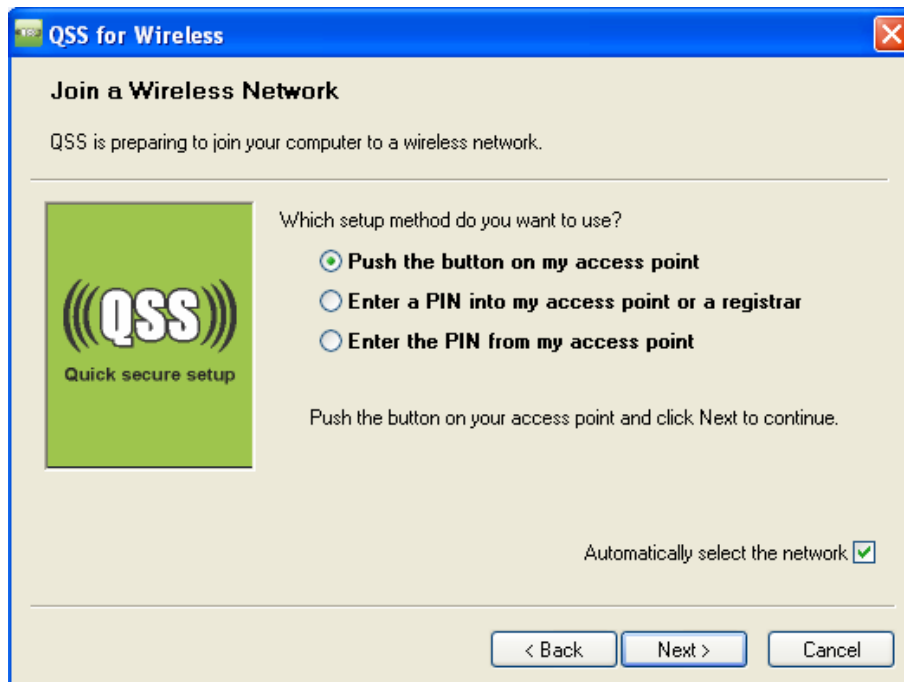 QSS for Wireless
Join a Wireless Network
QSS is preparing to join your computer to a wireless network.
Which setup method do you want to use?
Push the button on my access point
Enter a PIN into my access point or a registrar
Enter the PIN from my access point
(((QSS)))
Quick secure setup
Push the button on your access point and click Next to continue.
Automatically select the network
< Back
Next >
Cancel